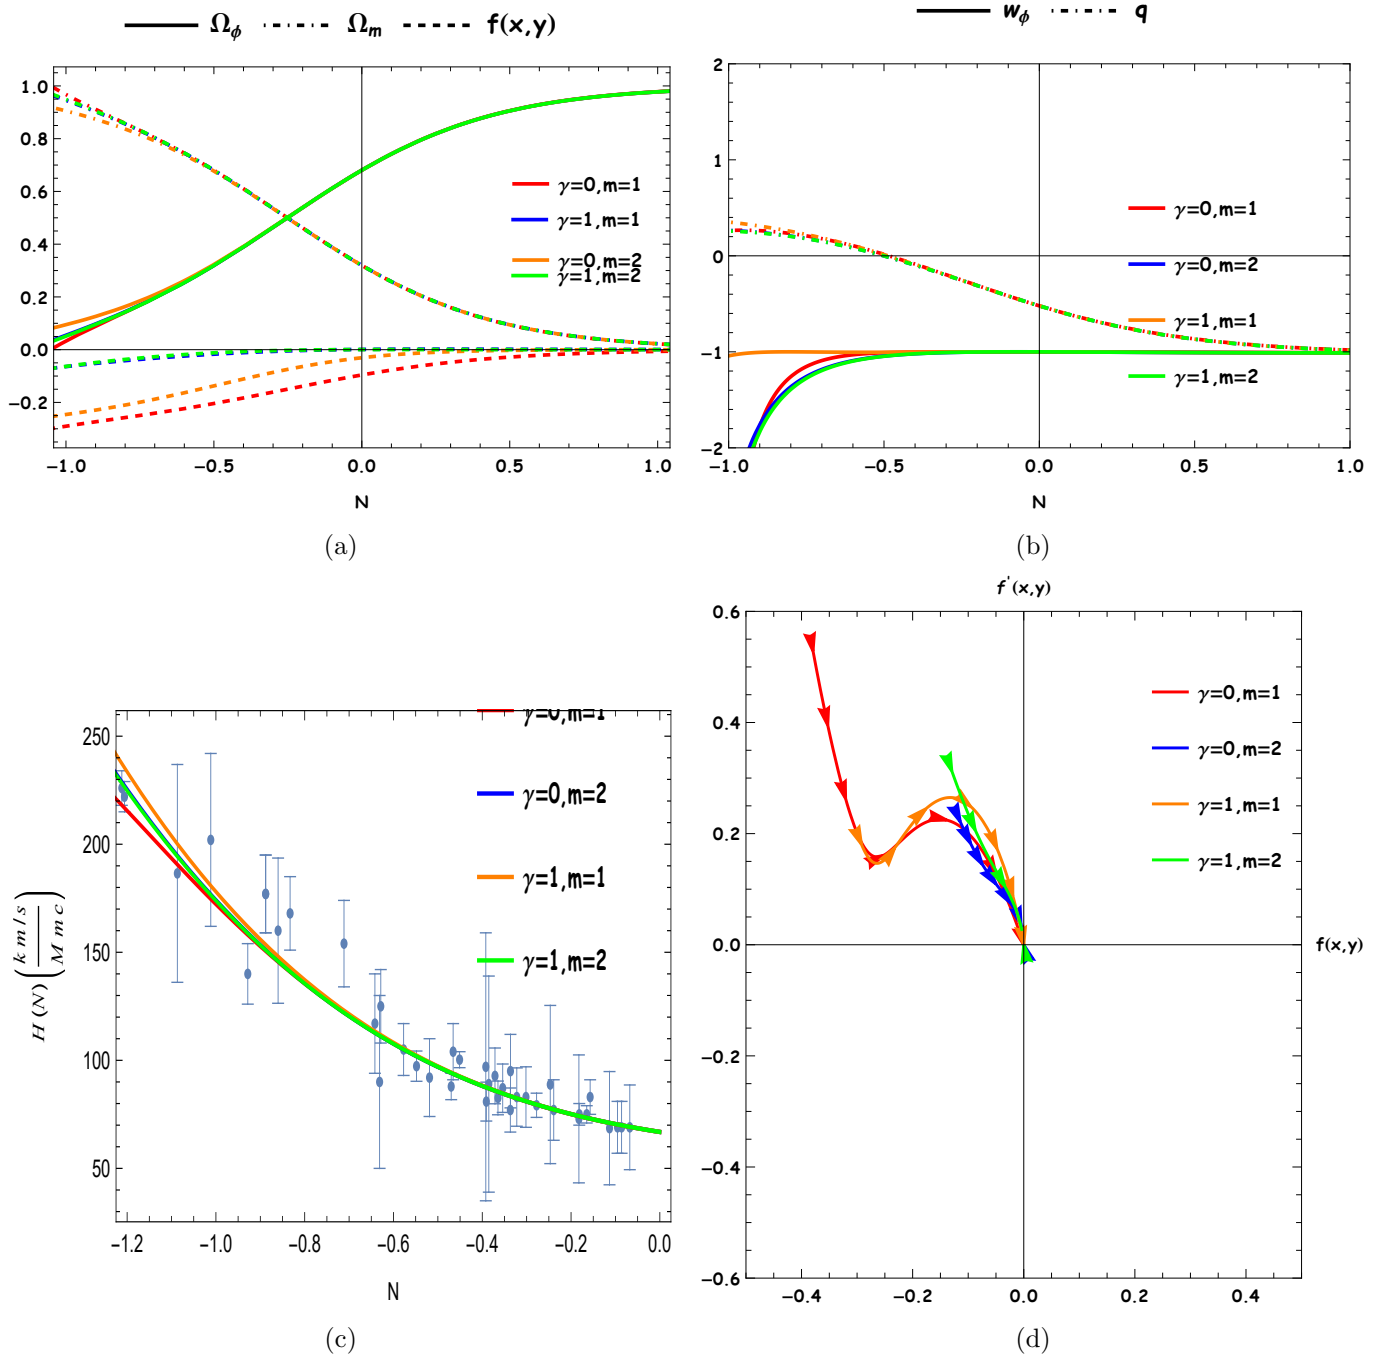 Ω_ϕ Ω_m f(x,y)
1.0
0.8
0.6
0.4
0.2
0.0
−0.2
γ=0,m=1
γ=1,m=1
γ=0,m=2
γ=1,m=2
−1.0 −0.5 0.0 0.5 1.0
N
(a)
w_ϕ q
2
1
0
−1
−2
γ=0,m=1
γ=0,m=2
γ=1,m=1
γ=1,m=2
−1.0 −0.5 0.0 0.5 1.0
N
(b)
H(N) (km/s / Mmc)
250
200
150
100
50
γ=0,m=1
γ=0,m=2
γ=1,m=1
γ=1,m=2
−1.2 −1.0 −0.8 −0.6 −0.4 −0.2 0.0
N
(c)
f'(x,y)
0.6
0.4
0.2
0.0
−0.2
−0.4
−0.6
γ=0,m=1
γ=0,m=2
γ=1,m=1
γ=1,m=2
f(x,y)
−0.4 −0.2 0.0 0.2 0.4
(d)